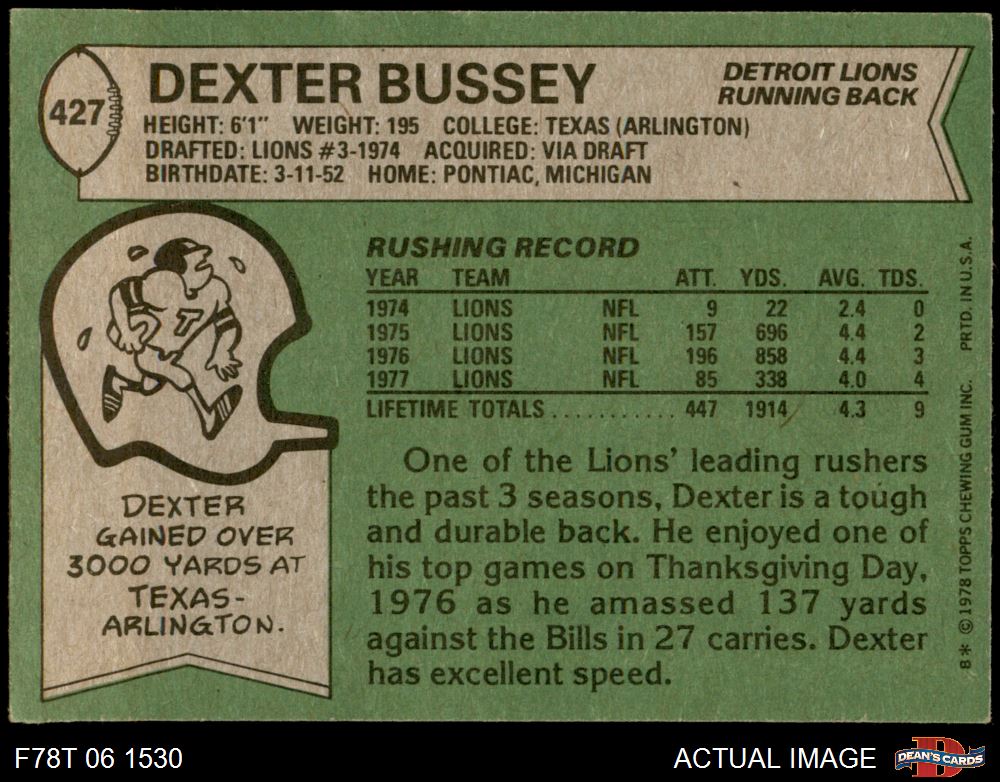 427
DEXTER BUSSEY
DETROIT LIONS
RUNNING BACK
HEIGHT: 6'1" WEIGHT: 195 COLLEGE: TEXAS (ARLINGTON)
DRAFTED: LIONS #3-1974 ACQUIRED: VIA DRAFT
BIRTHDATE: 3-11-52 HOME: PONTIAC, MICHIGAN
T
DEXTER
GAINED OVER
3000 YARDS AT
TEXAS-
ARLINGTON.
RUSHING RECORD
YEAR TEAM ATT. YDS. AVG. TDS.
1974 LIONS NFL 9 22 2.4 0
1975 LIONS NFL 157 696 4.4 2
1976 LIONS NFL 196 858 4.4 3
1977 LIONS NFL 85 338 4.0 4
LIFETIME TOTALS........... 447 1914 4.3 9
One of the Lions' leading rushers
the past 3 seasons, Dexter is a tough
and durable back. He enjoyed one of
his top games on Thanksgiving Day,
1976 as he amassed 137 yards
against the Bills in 27 carries. Dexter
has excellent speed.
8* © 1978 TOPPS CHEWING GUM INC. PRTD. IN U.S.A.
F78T 06 1530
ACTUAL IMAGE
D
DEAN'S CARDS